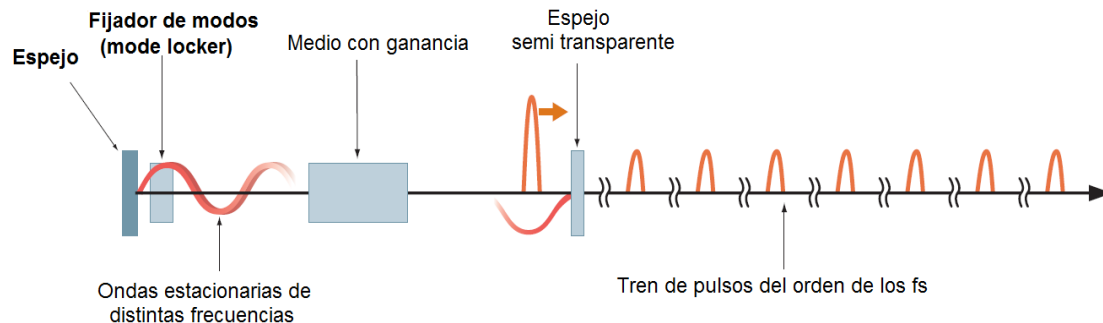 Espejo
Fijador de modos
(mode locker)
Medio con ganancia
Espejo
semi transparente
Ondas estacionarias de
distintas frecuencias
Tren de pulsos del orden de los fs